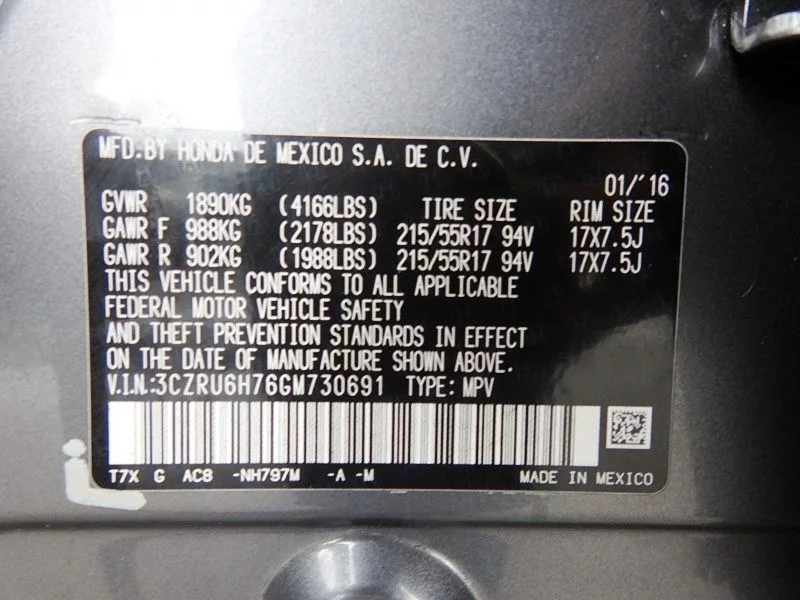 MFD.BY HONDA DE MEXICO S.A. DE C.V.
01/'16
GVWR 1890KG (4166LBS) TIRE SIZE RIM SIZE
GAWR F 988KG (2178LBS) 215/55R17 94V 17X7.5J
GAWR R 902KG (1988LBS) 215/55R17 94V 17X7.5J
THIS VEHICLE CONFORMS TO ALL APPLICABLE
FEDERAL MOTOR VEHICLE SAFETY
AND THEFT PREVENTION STANDARDS IN EFFECT
ON THE DATE OF MANUFACTURE SHOWN ABOVE.
V.I.N.:3CZRU6H76GM730691 TYPE: MPV
T7X G AC8 -NH797M -A -M MADE IN MEXICO